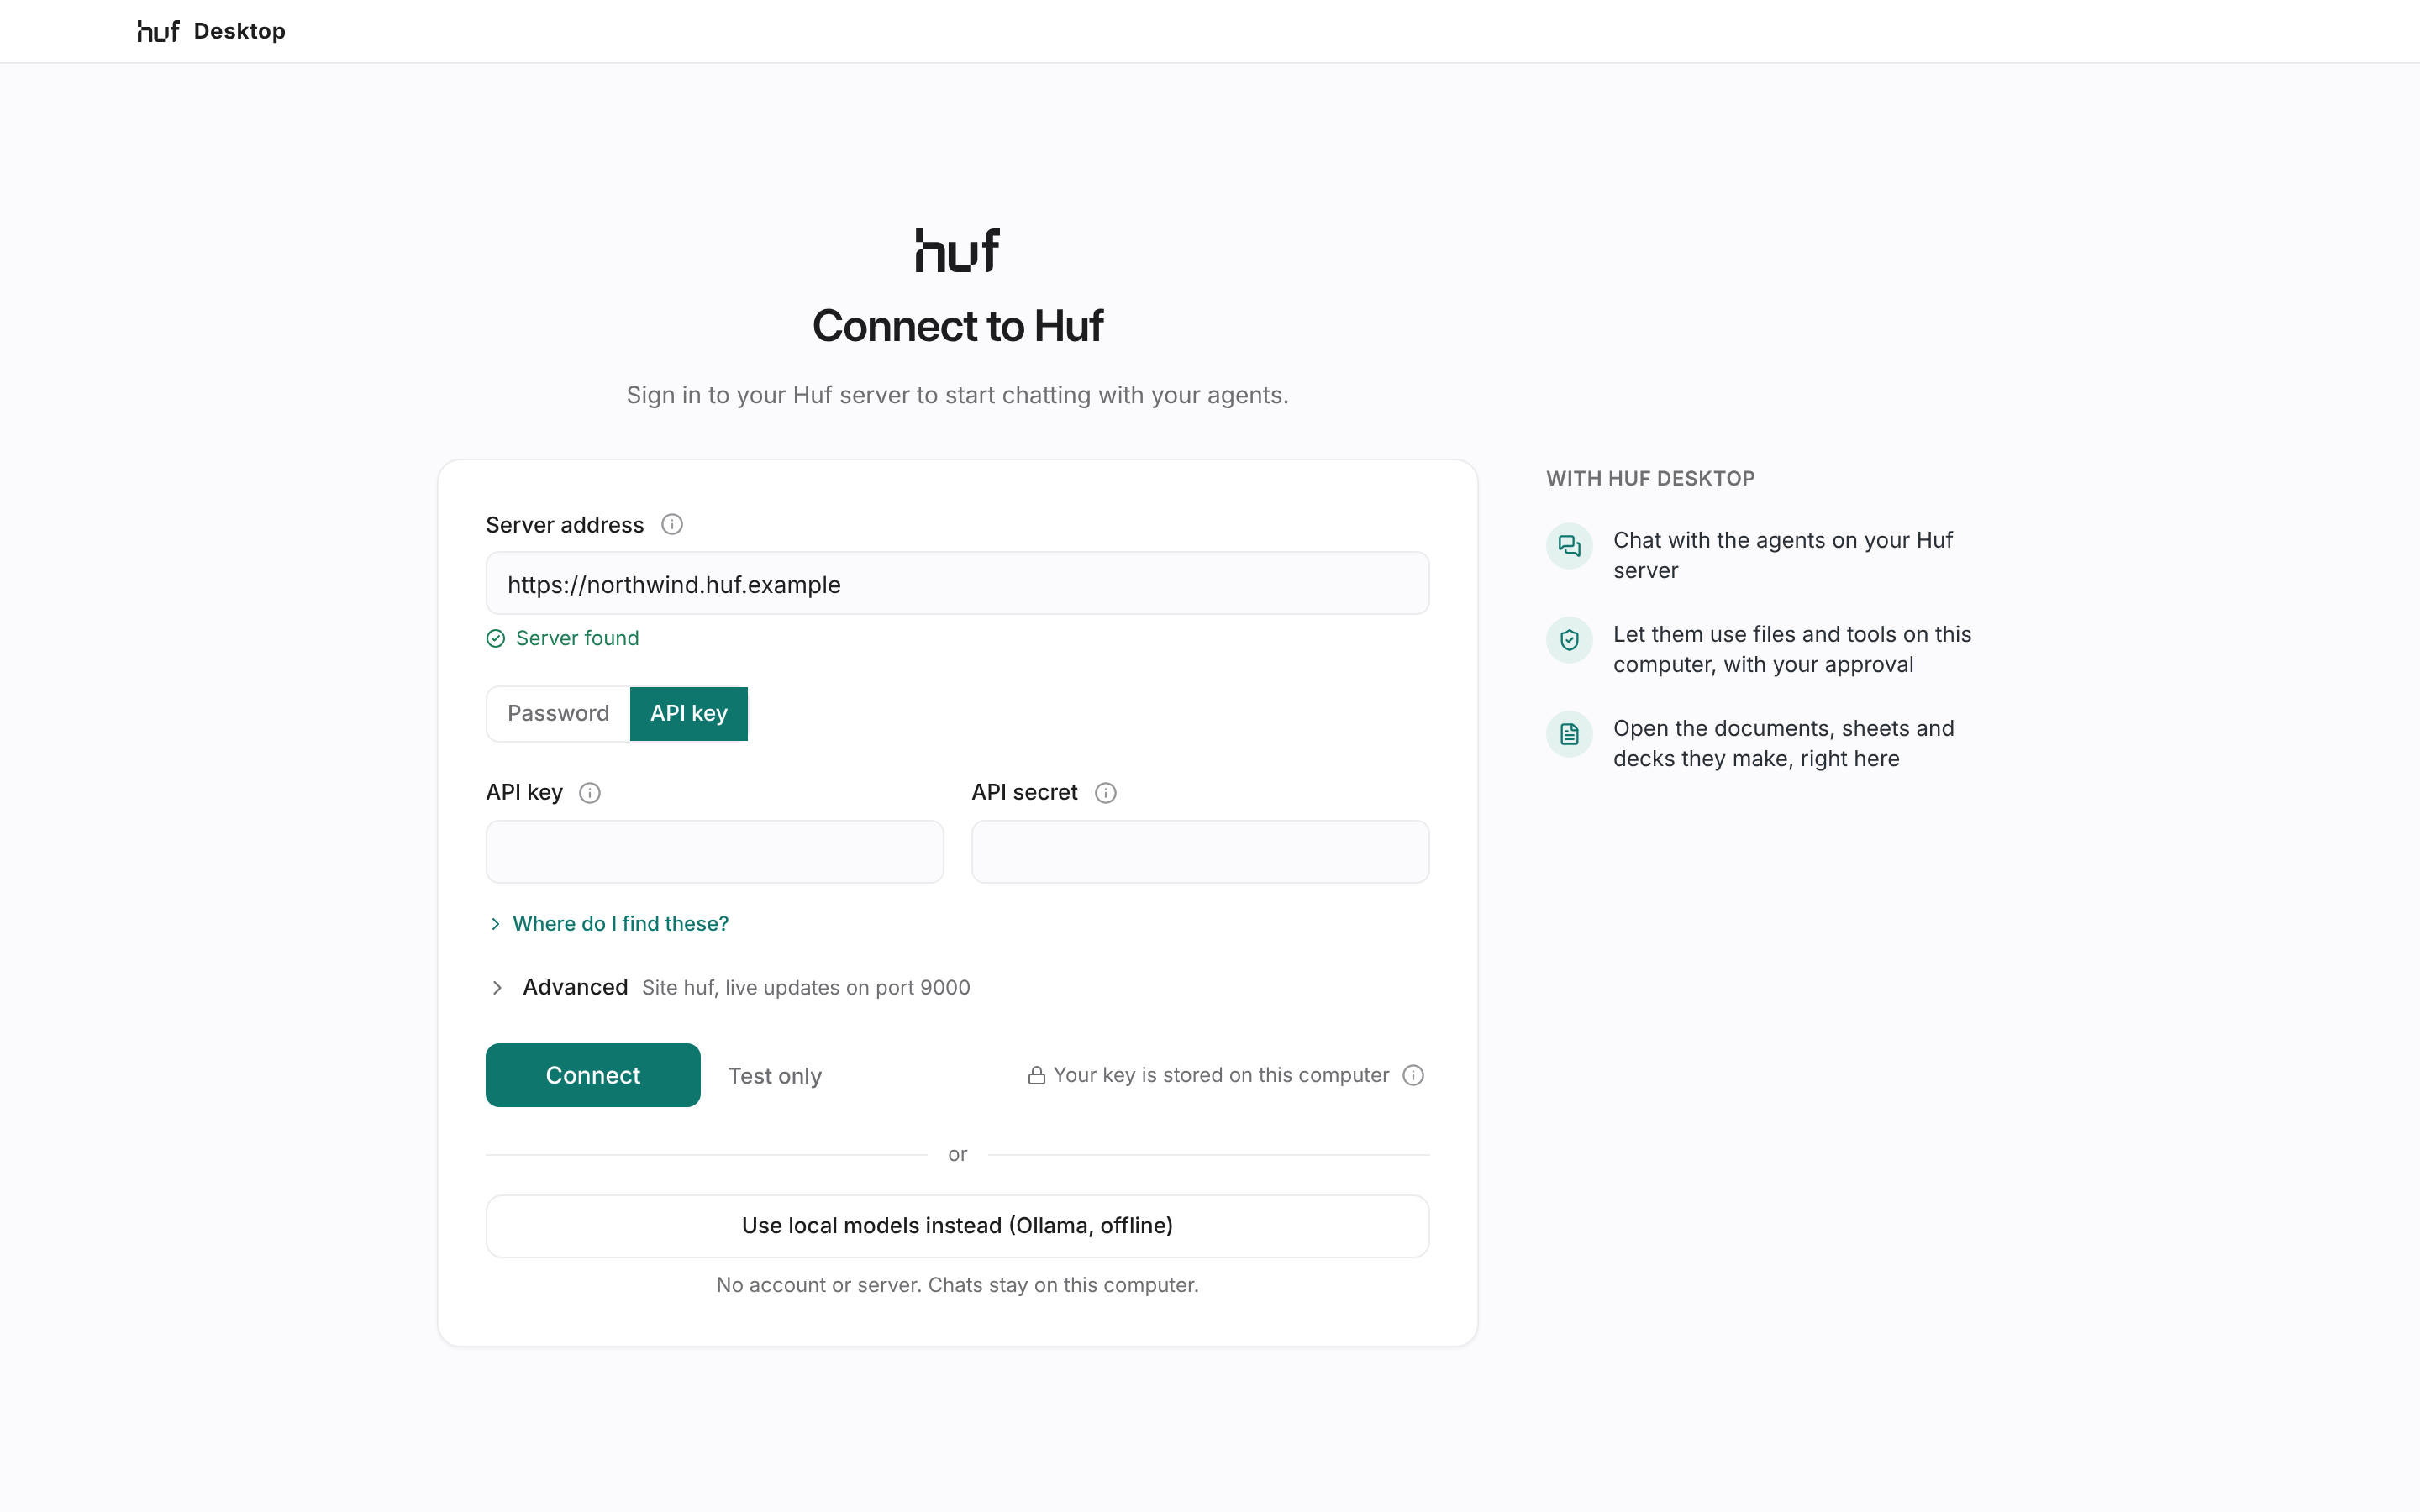 huf Desktop
huf
Connect to Huf
Sign in to your Huf server to start chatting with your agents.
Server address
https://northwind.huf.example
Server found
Password API key
API key API secret
Where do I find these?
Advanced Site huf, live updates on port 9000
Connect Test only Your key is stored on this computer
or
Use local models instead (Ollama, offline)
No account or server. Chats stay on this computer.
WITH HUF DESKTOP
Chat with the agents on your Huf
server
Let them use files and tools on this
computer, with your approval
Open the documents, sheets and
decks they make, right here